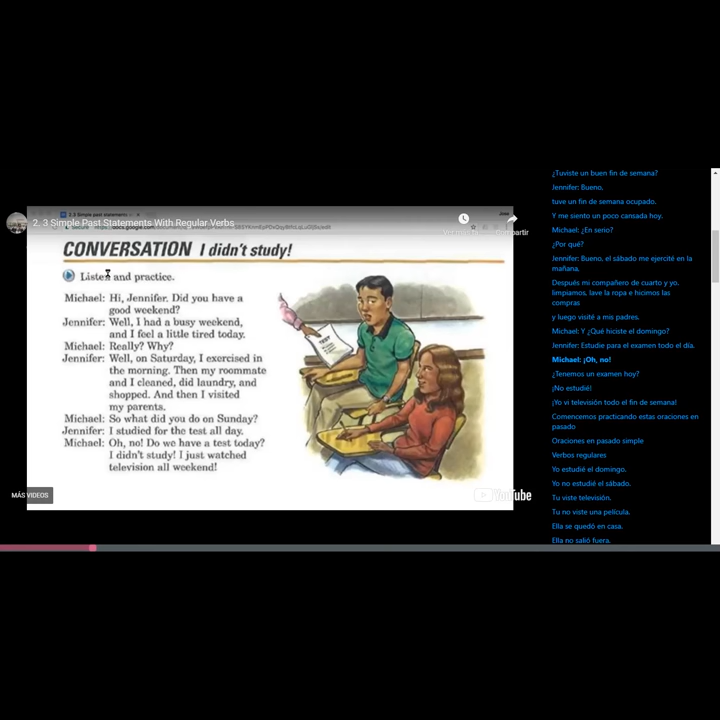 2. 3 Simple Past Statements With Regular Verbs
Compartir
CONVERSATION I didn't study!
Listen and practice.
Michael: Hi, Jennifer. Did you have a
good weekend?
Jennifer: Well, I had a busy weekend,
and I feel a little tired today.
Michael: Really? Why?
Jennifer: Well, on Saturday, I exercised in
the morning. Then my roommate
and I cleaned, did laundry, and
shopped. And then I visited
my parents.
Michael: So what did you do on Sunday?
Jennifer: I studied for the test all day.
Michael: Oh, no! Do we have a test today?
I didn't study! I just watched
television all weekend!
TEST
MÁS VIDEOS
YouTube
¿Tuviste un buen fin de semana?
Jennifer: Bueno,
tuve un fin de semana ocupado.
Y me siento un poco cansada hoy.
Michael: ¿En serio?
¿Por qué?
Jennifer: Bueno, el sábado me ejercité en la
mañana,
Después mi compañero de cuarto y yo.
limpiamos, lave la ropa e hicimos las
compras
y luego visité a mis padres.
Michael: Y ¿Qué hiciste el domingo?
Jennifer: Estudie para el examen todo el día.
Michael: ¡Oh, no!
¿Tenemos un examen hoy?
¡No estudié!
¡Yo vi televisión todo el fin de semana!
Comencemos practicando estas oraciones en
pasado
Oraciones en pasado simple
Verbos regulares
Yo estudié el domingo.
Yo no estudié el sábado.
Tu viste televisión.
Tu no viste una película.
Ella se quedó en casa.
Ella no salió fuera.